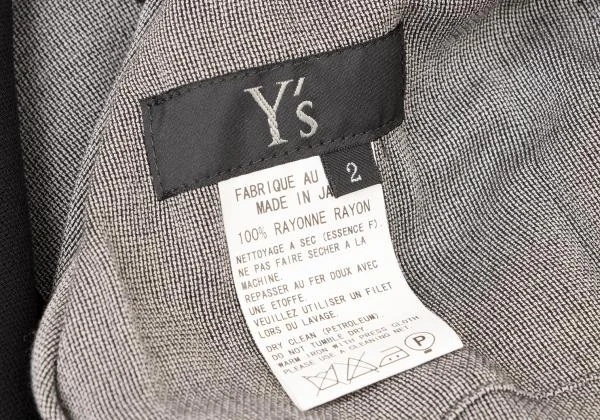 Y's
2
FABRIQUE AU
MADE IN JA
100% RAYONNE RAYON
NETTOYAGE A SEC (ESSENCE F).
NE PAS FAIRE SECHER A LA
MACHINE.
REPASSER AU FER DOUX AVEC
UNE ETOFFE.
VEUILLEZ UTILISER UN FILET
LORS DU LAVAGE.
DRY CLEAN (PETROLEUM).
DO NOT TUMBLE DRY.
WARM IRON WITH PRESS CLOTH
PLEASE USE A CLEANING NET.
P